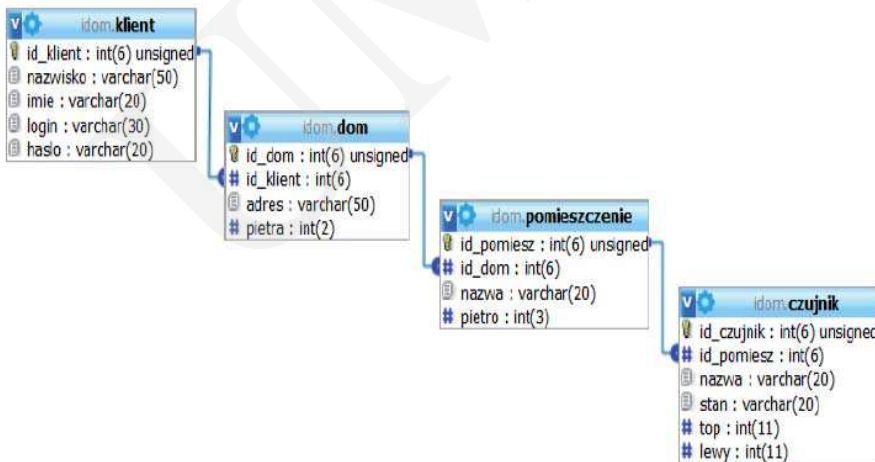 idom.klient
id_klient : int(6) unsigned
nazwisko : varchar(50)
imie : varchar(20)
login : varchar(30)
haslo : varchar(20)
idom.dom
id_dom : int(6) unsigned
id_klient : int(6)
adres : varchar(50)
pietra : int(2)
idom.pomieszczenie
id_pomiesz : int(6) unsigned
id_dom : int(6)
nazwa : varchar(20)
pietro : int(3)
idom.czujnik
id_czujnik : int(6) unsigned
id_pomiesz : int(6)
nazwa : varchar(20)
stan : varchar(20)
top : int(11)
lewy : int(11)